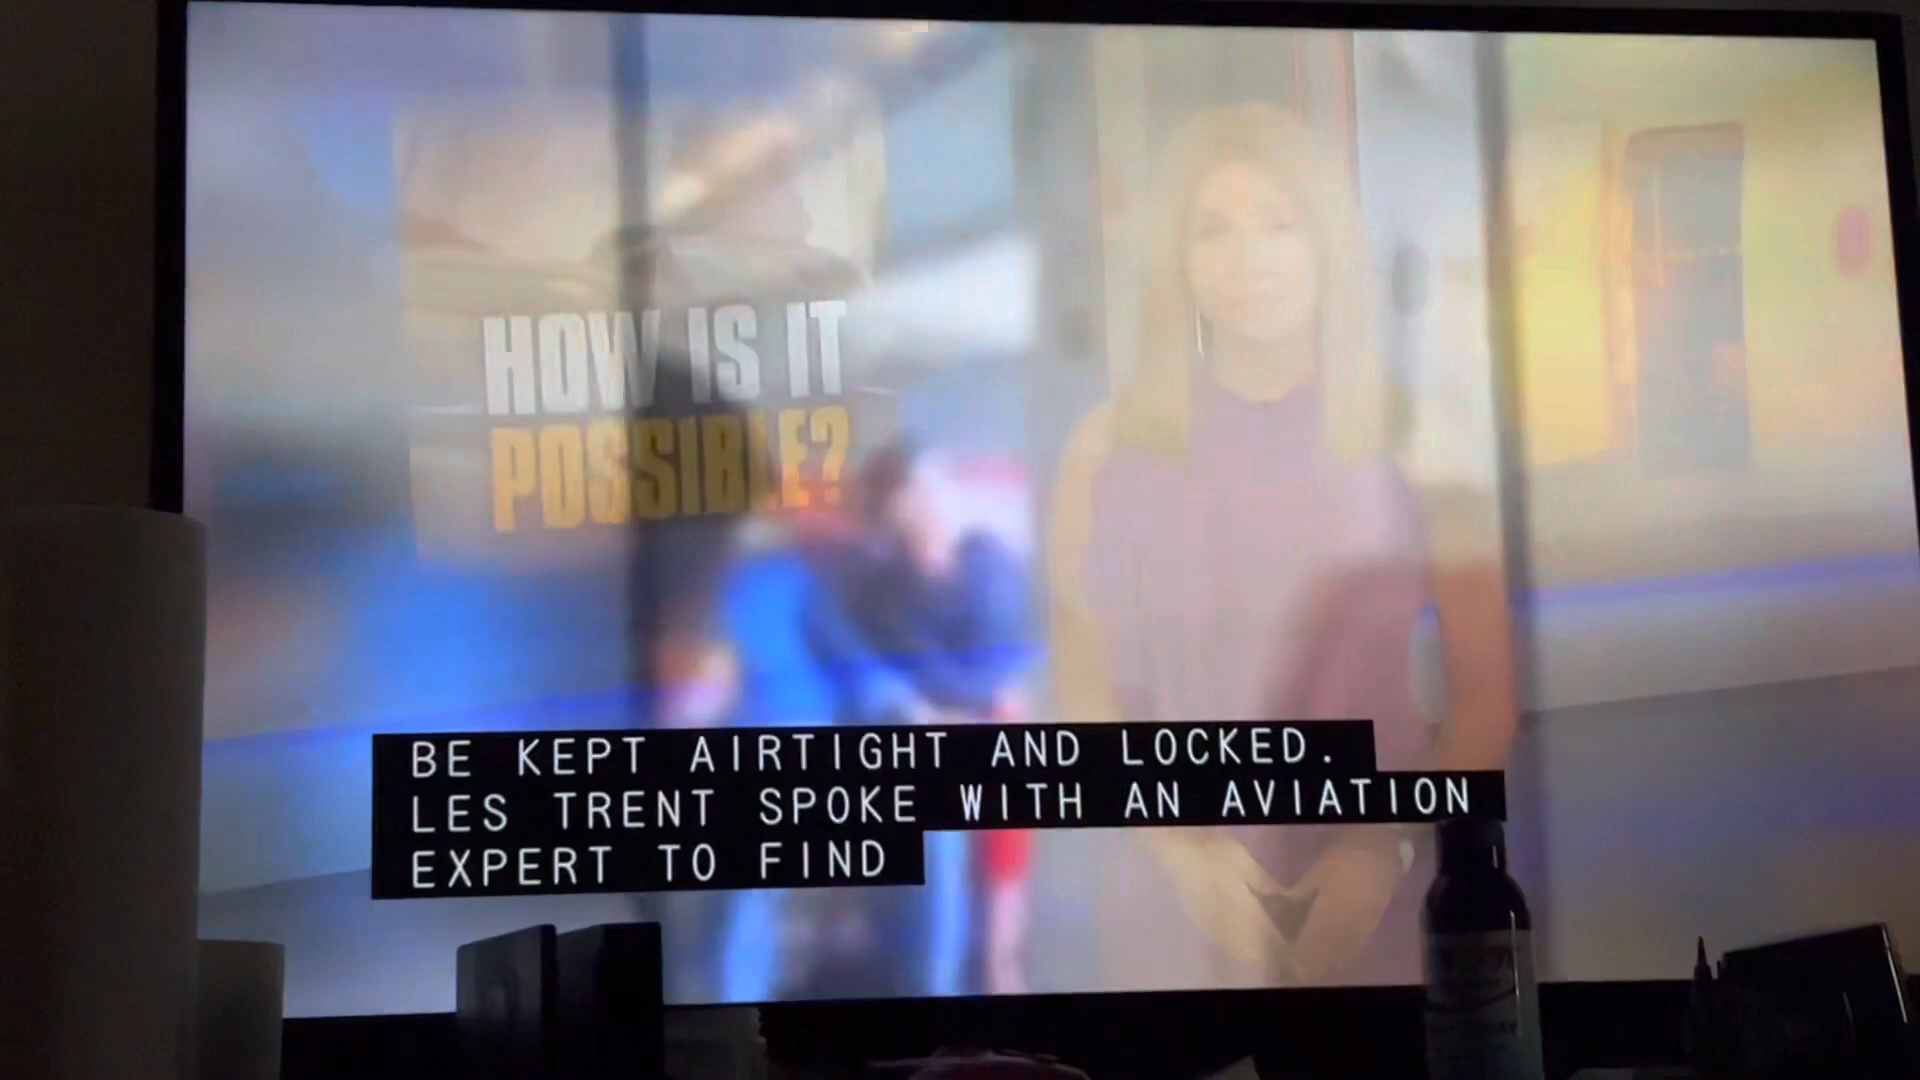 HOW IS IT
POSSIBLE?
BE KEPT AIRTIGHT AND LOCKED.
LES TRENT SPOKE WITH AN AVIATION
EXPERT TO FIND